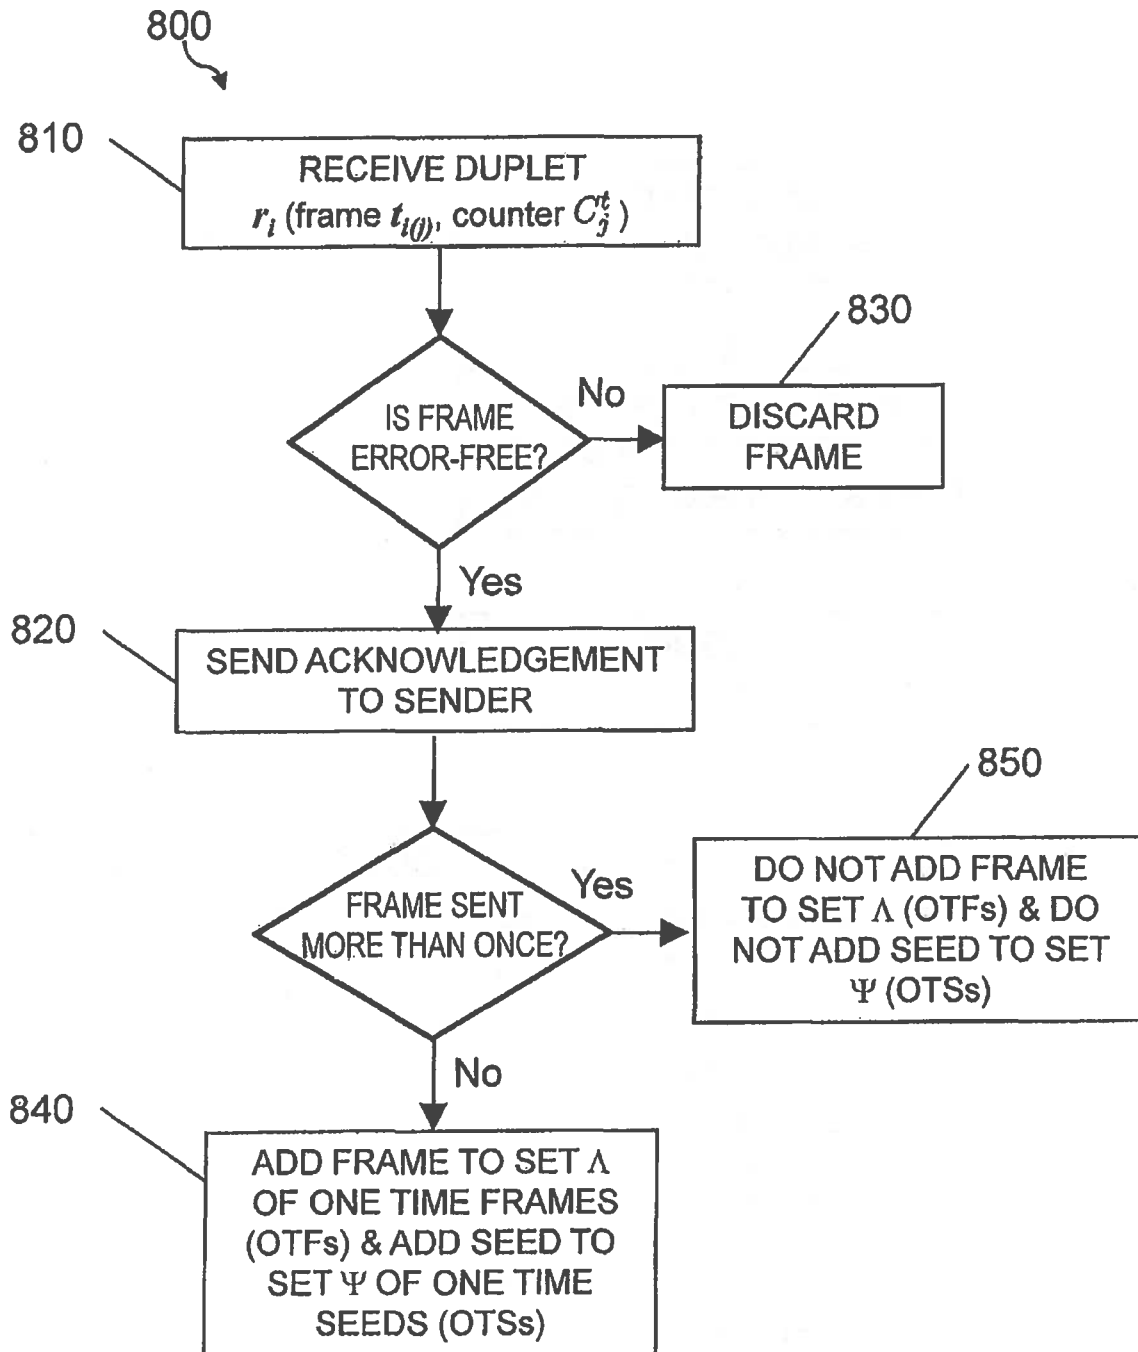 800
810
RECEIVE DUPLET
r_i (frame t_{i(j)}, counter C_j^t )
830
IS FRAME
ERROR-FREE?
No
DISCARD
FRAME
Yes
820
SEND ACKNOWLEDGEMENT
TO SENDER
850
FRAME SENT
MORE THAN ONCE?
Yes
DO NOT ADD FRAME
TO SET Λ (OTFs) & DO
NOT ADD SEED TO SET
Ψ (OTSs)
No
840
ADD FRAME TO SET Λ
OF ONE TIME FRAMES
(OTFs) & ADD SEED TO
SET Ψ OF ONE TIME
SEEDS (OTSs)